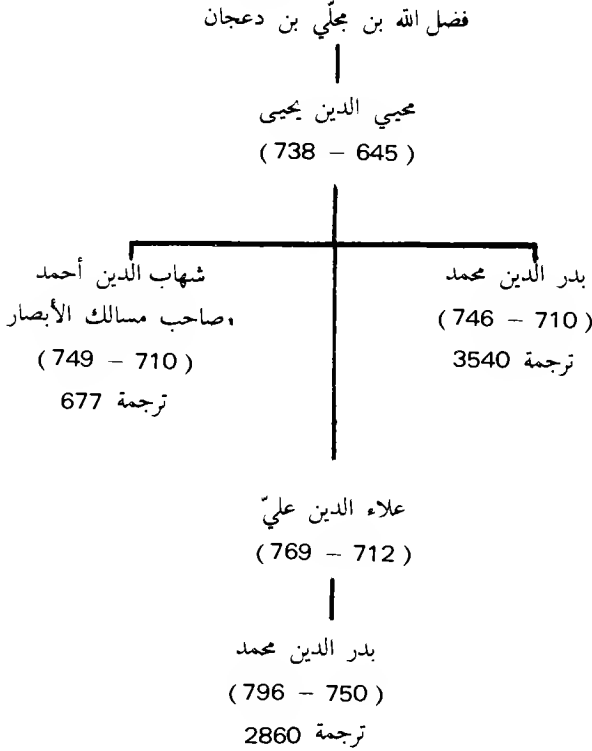 فضل الله بن مجلّي بن دعجان
محيي الدين يحيى
(645 – 738)
بدر الدين محمد
(710 – 746)
ترجمة 3540
شهاب الدين أحمد
صاحب مسالك الأبصار
(710 – 749)
ترجمة 677
علاء الدين عليّ
(712 – 769)
بدر الدين محمد
(750 – 796)
ترجمة 2860